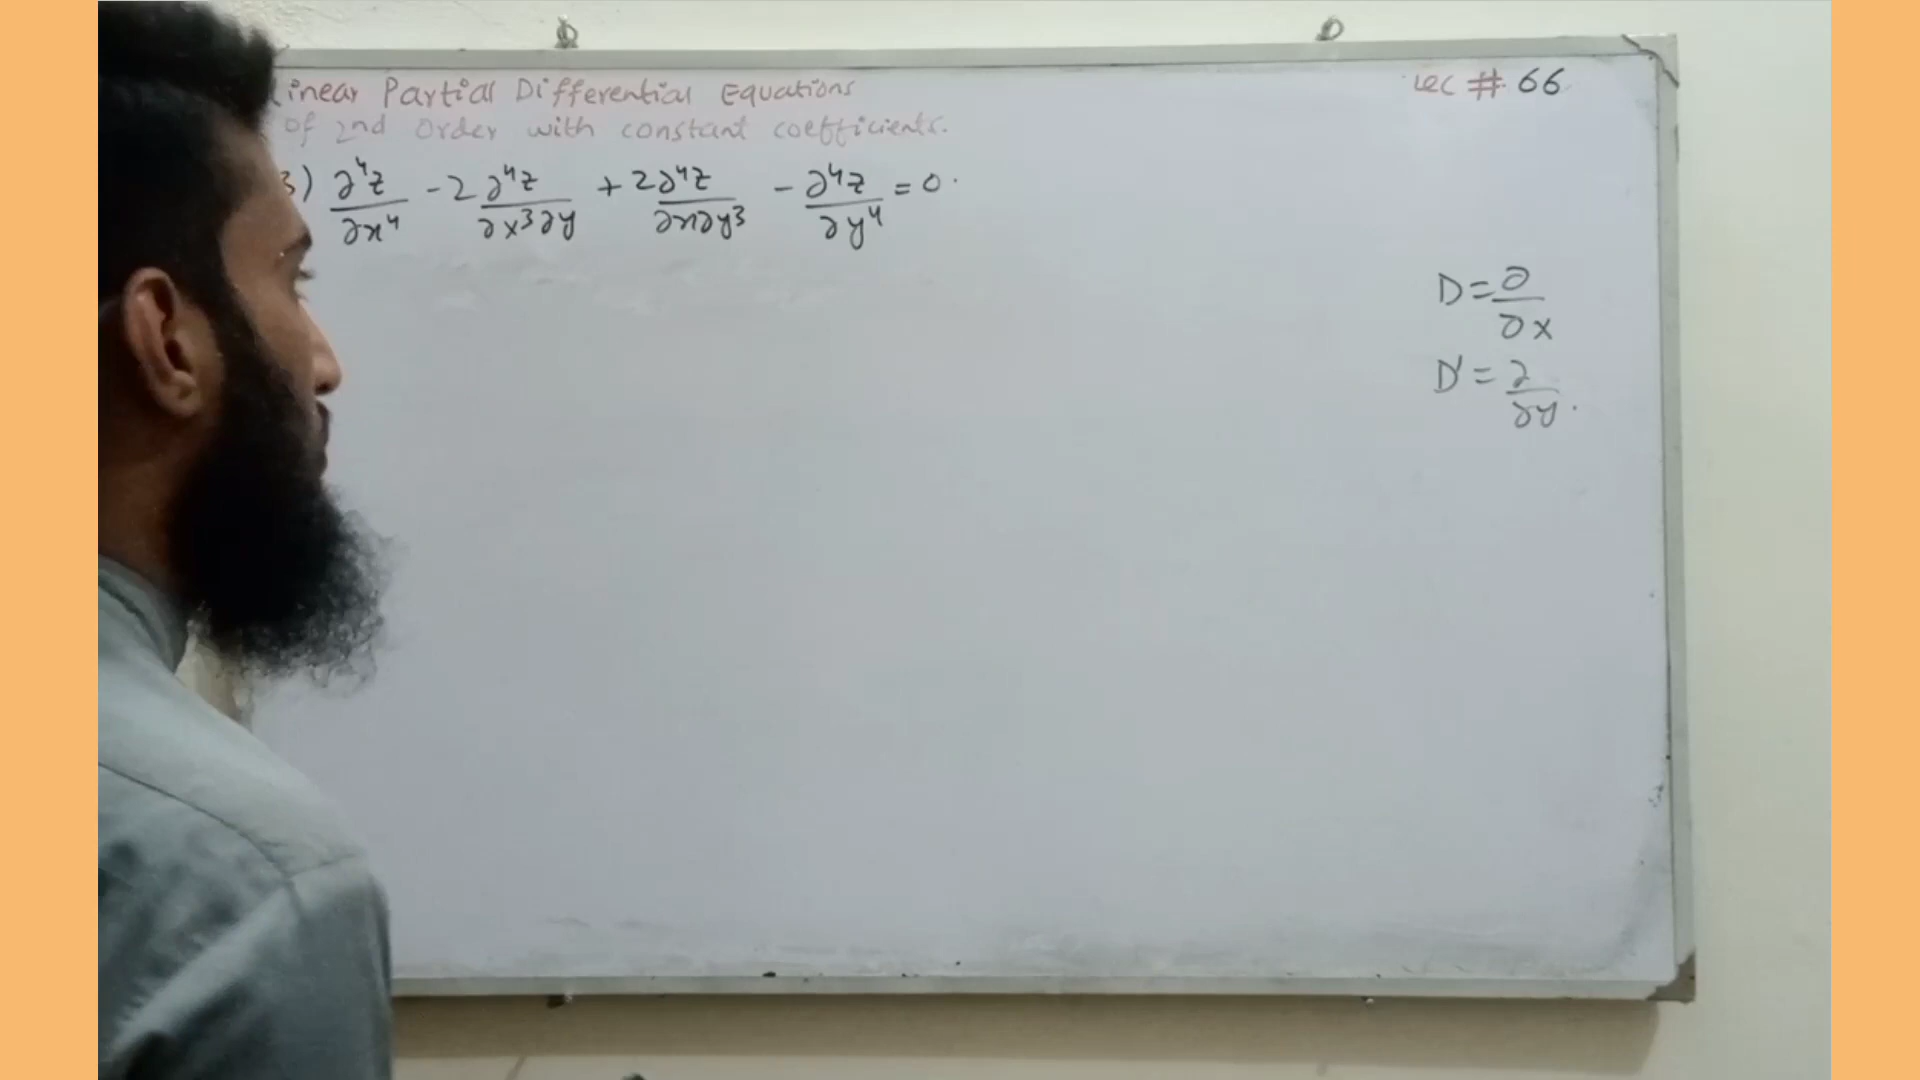 Linear Partial Differential Equations
Lec # 66
of 2nd Order with constant coefficients.
3) ∂⁴z/∂x⁴ - 2 ∂⁴z/∂x³∂y + 2∂⁴z/∂x∂y³ - ∂⁴z/∂y⁴ = 0.
D = ∂/∂x
D' = ∂/∂y.